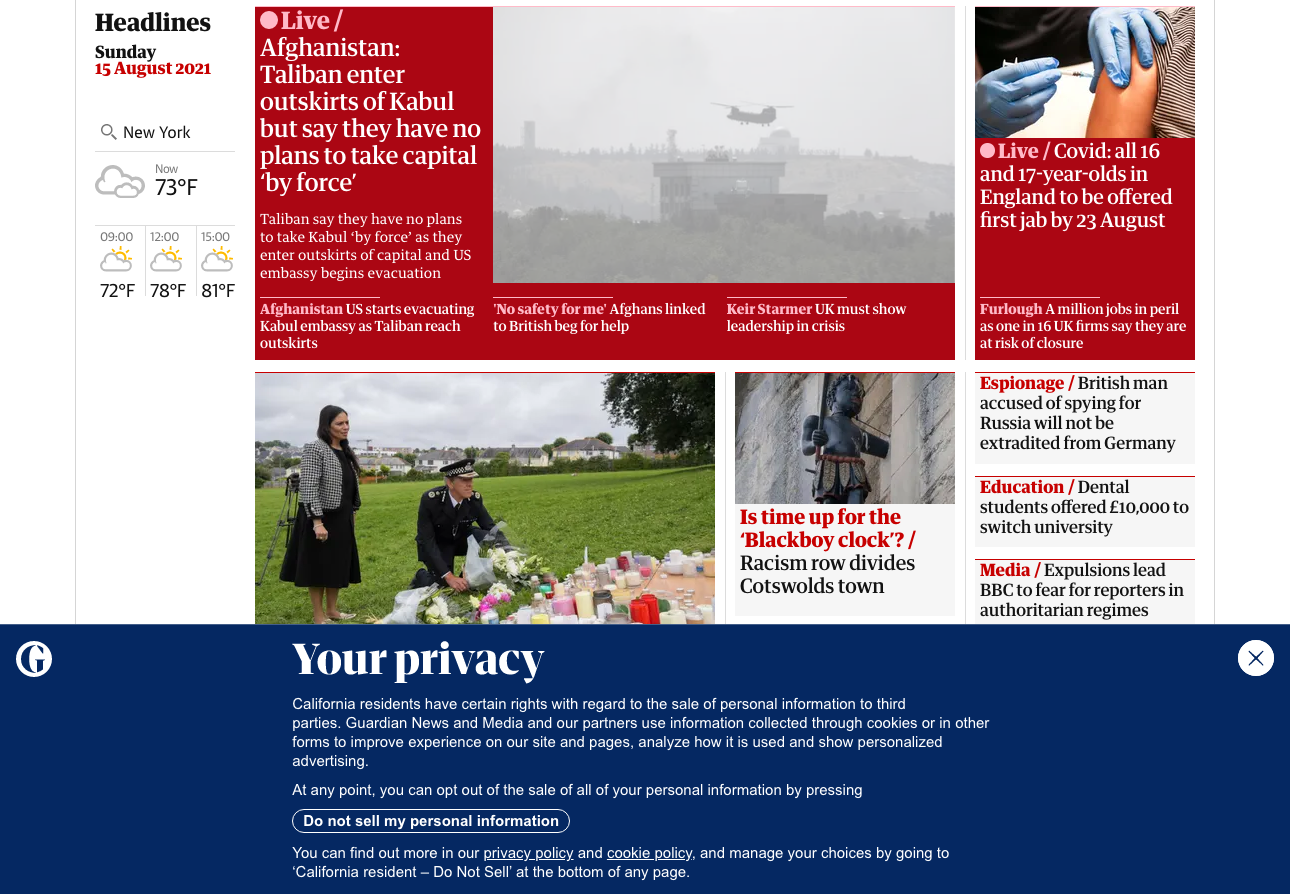 Headlines
Sunday
15 August 2021
New York
Now
73°F
09:00
72°F
12:00
78°F
15:00
81°F
Live /
Afghanistan:
Taliban enter
outskirts of Kabul
but say they have no
plans to take capital
‘by force’
Taliban say they have no plans
to take Kabul ‘by force’ as they
enter outskirts of capital and US
embassy begins evacuation
Afghanistan US starts evacuating
Kabul embassy as Taliban reach
outskirts
'No safety for me' Afghans linked
to British beg for help
Keir Starmer UK must show
leadership in crisis
Live / Covid: all 16
and 17-year-olds in
England to be offered
first jab by 23 August
Furlough A million jobs in peril
as one in 16 UK firms say they are
at risk of closure
Is time up for the
‘Blackboy clock’? /
Racism row divides
Cotswolds town
Espionage / British man
accused of spying for
Russia will not be
extradited from Germany
Education / Dental
students offered £10,000 to
switch university
Media / Expulsions lead
BBC to fear for reporters in
authoritarian regimes
Your privacy
California residents have certain rights with regard to the sale of personal information to third
parties. Guardian News and Media and our partners use information collected through cookies or in other
forms to improve experience on our site and pages, analyze how it is used and show personalized
advertising.
At any point, you can opt out of the sale of all of your personal information by pressing
Do not sell my personal information
You can find out more in our privacy policy and cookie policy, and manage your choices by going to
‘California resident – Do Not Sell’ at the bottom of any page.